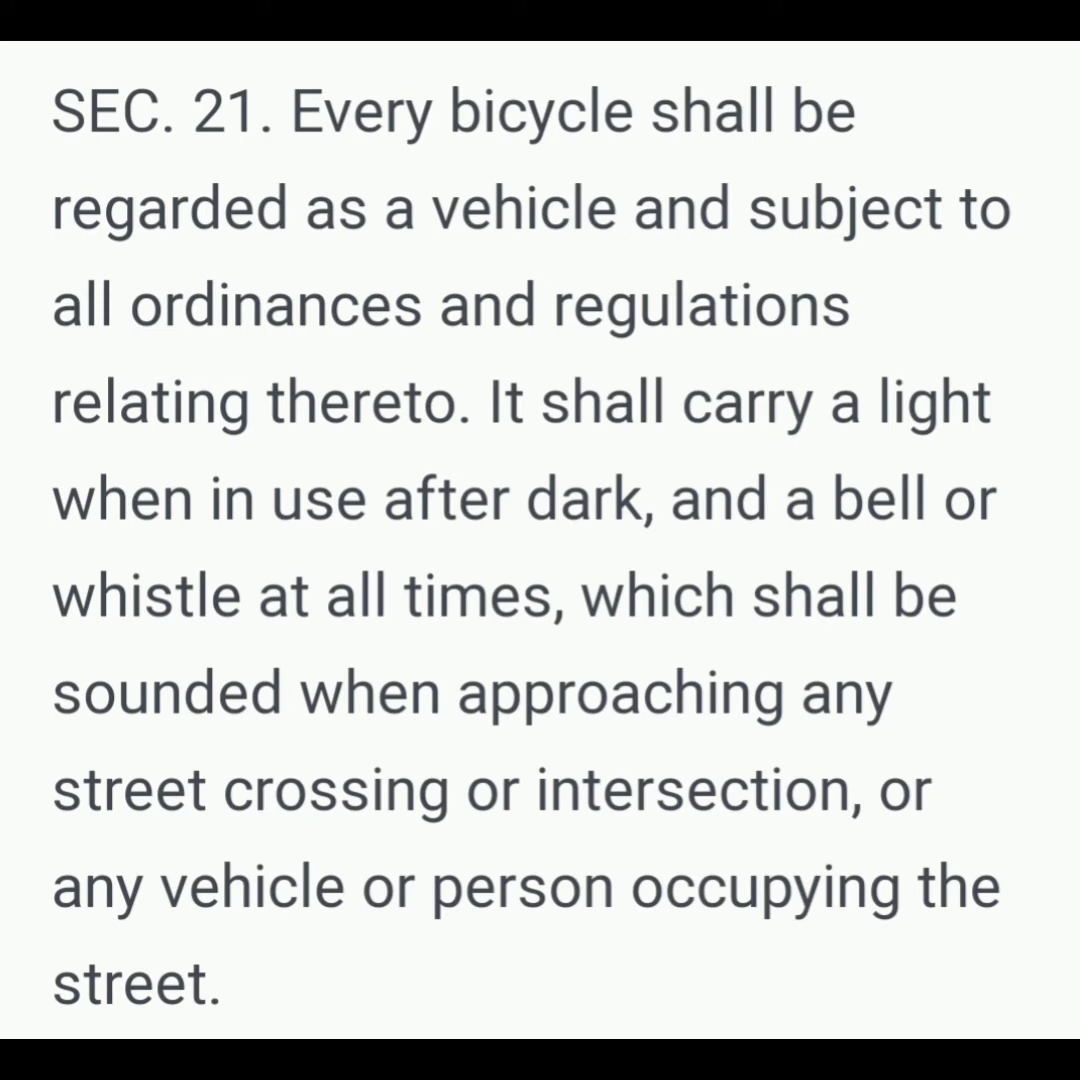 SEC. 21. Every bicycle shall be
regarded as a vehicle and subject to
all ordinances and regulations
relating thereto. It shall carry a light
when in use after dark, and a bell or
whistle at all times, which shall be
sounded when approaching any
street crossing or intersection, or
any vehicle or person occupying the
street.